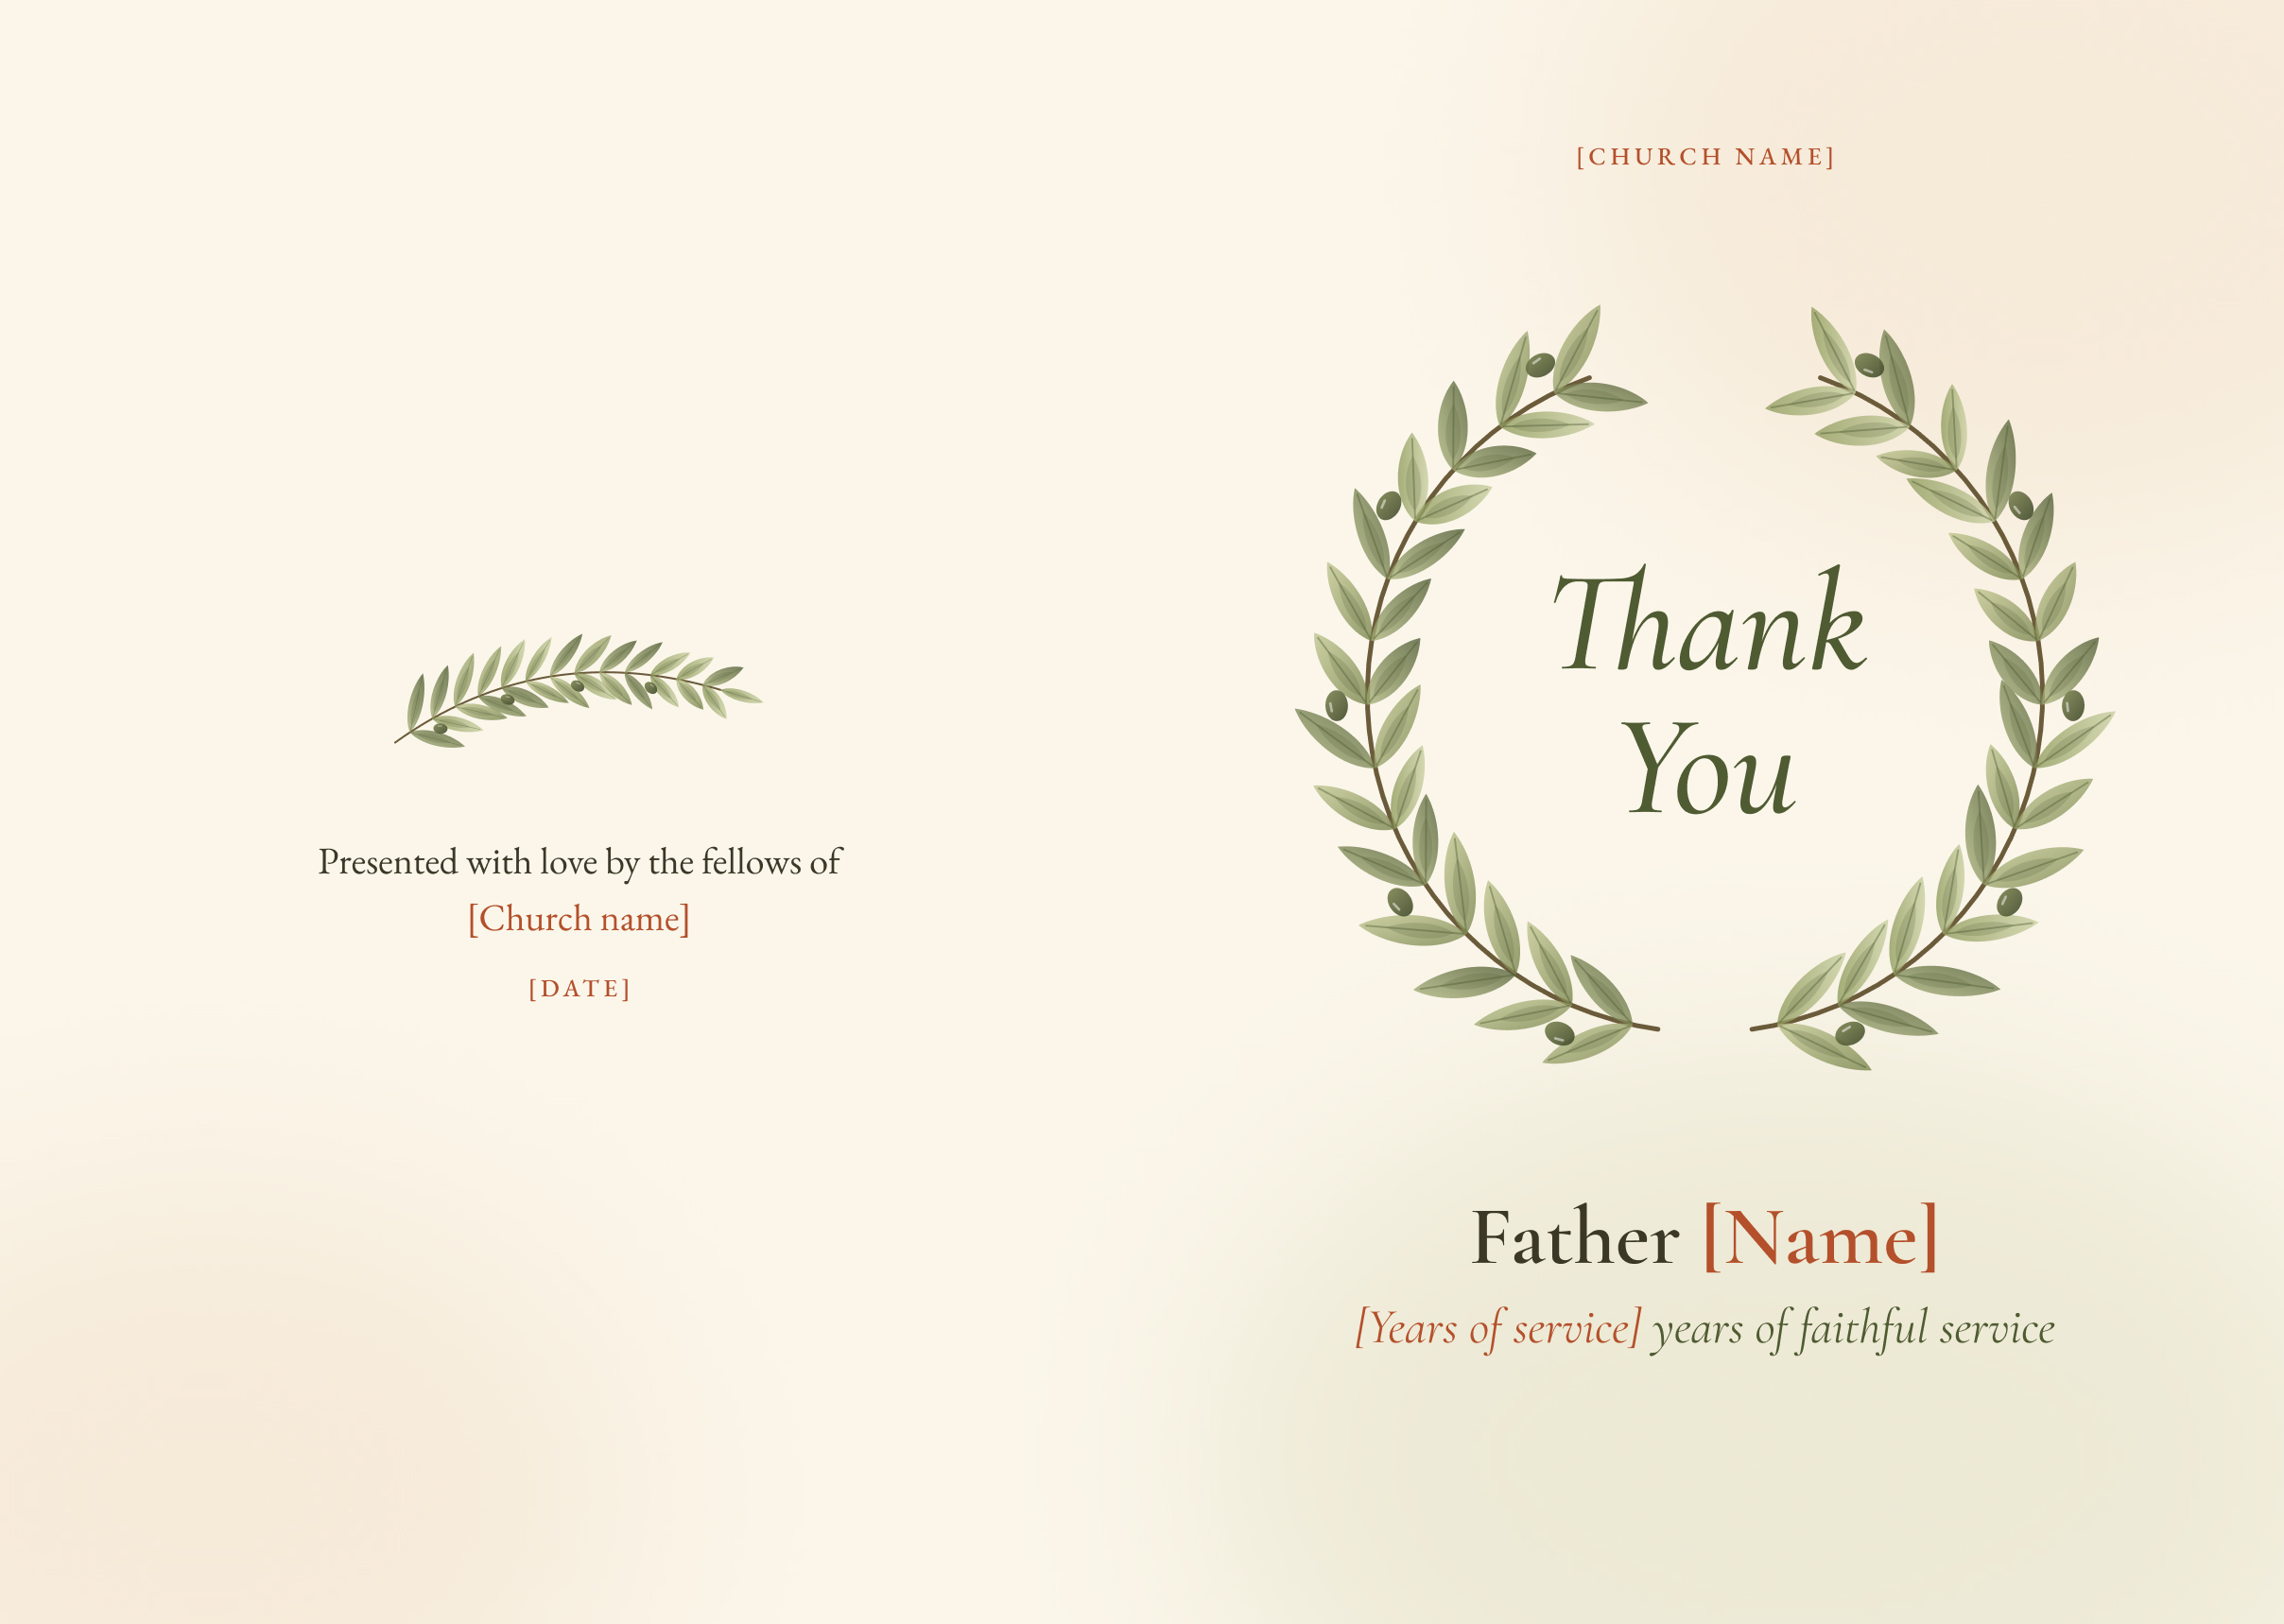 Presented with love by the fellows of
[Church name]
[DATE]
[CHURCH NAME]
Thank
You
Father [Name]
[Years of service] years of faithful service